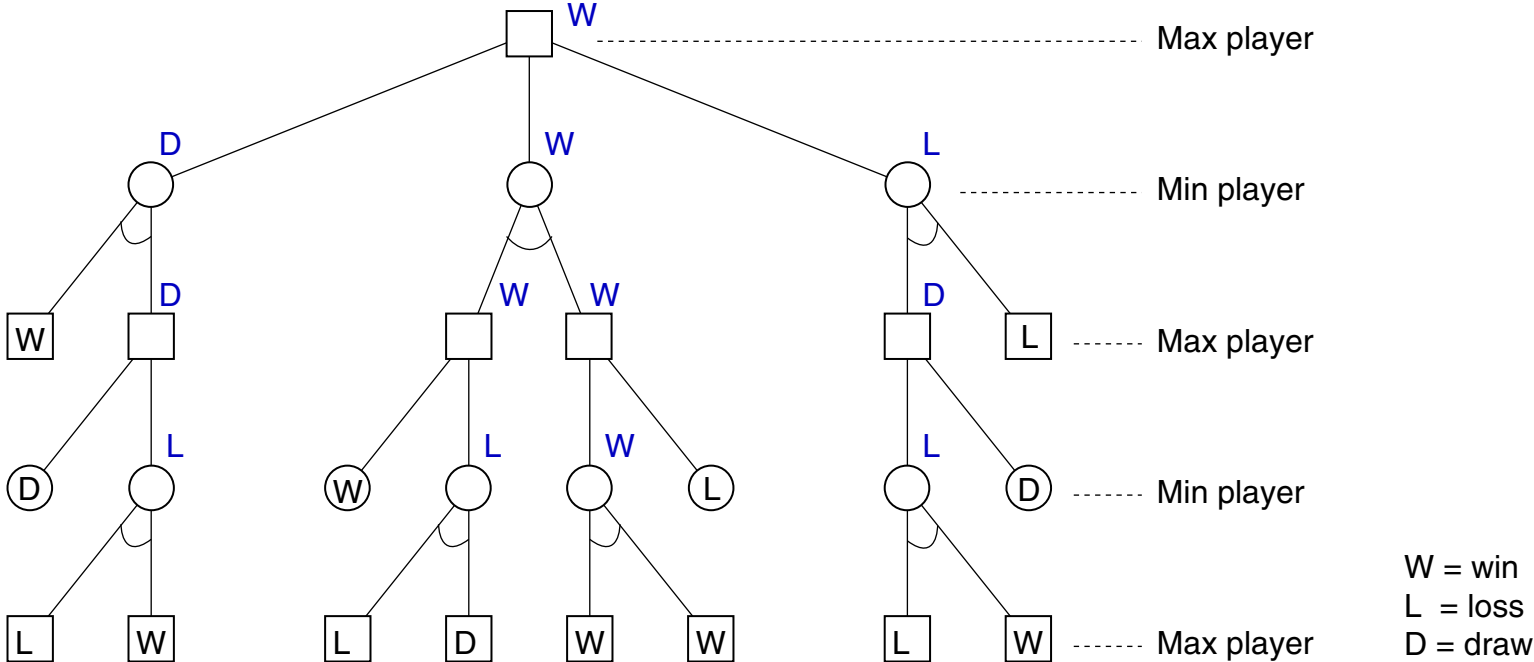 W
Max player
D W L
Min player
D W W D
W L
Max player
L L W L
D W L D
Min player
W = win
L = loss
L W L D W W L W
Max player
D = draw